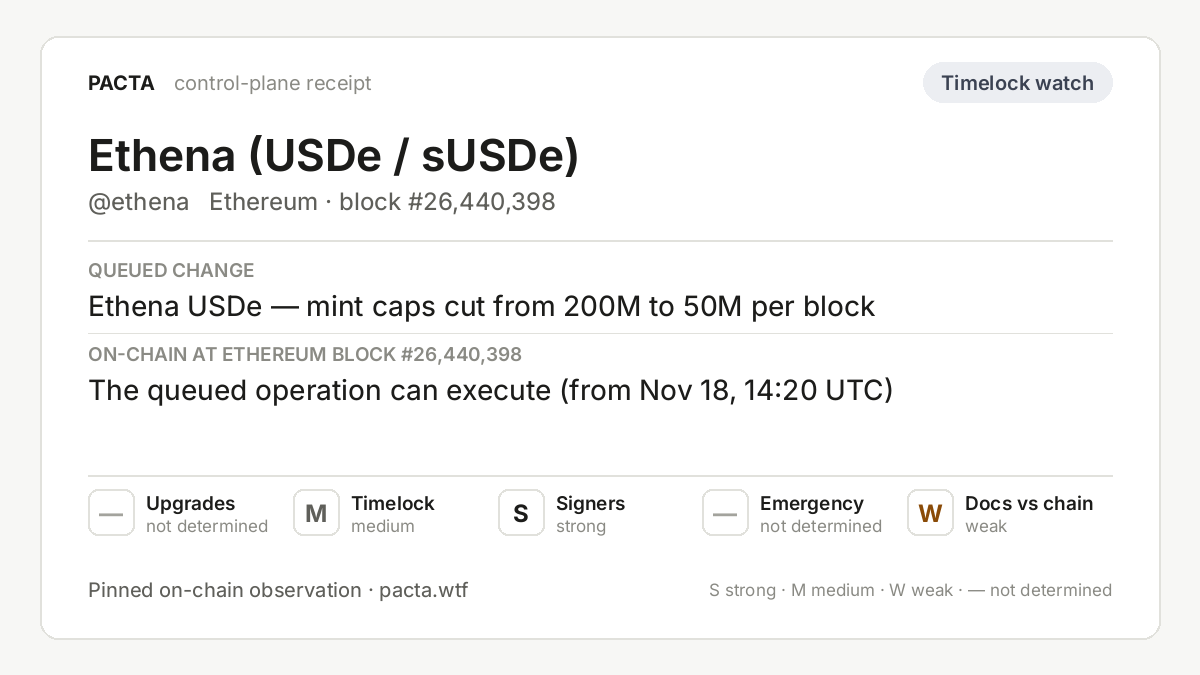 PACTA control-plane receipt Timelock watch
Ethena (USDe / sUSDe)
@ethena Ethereum · block #26,440,398
QUEUED CHANGE
Ethena USDe — mint caps cut from 200M to 50M per block
ON-CHAIN AT ETHEREUM BLOCK #26,440,398
The queued operation can execute (from Nov 18, 14:20 UTC)
— Upgrades not determined
M Timelock medium
S Signers strong
— Emergency not determined
W Docs vs chain weak
Pinned on-chain observation · pacta.wtf
S strong · M medium · W weak · — not determined